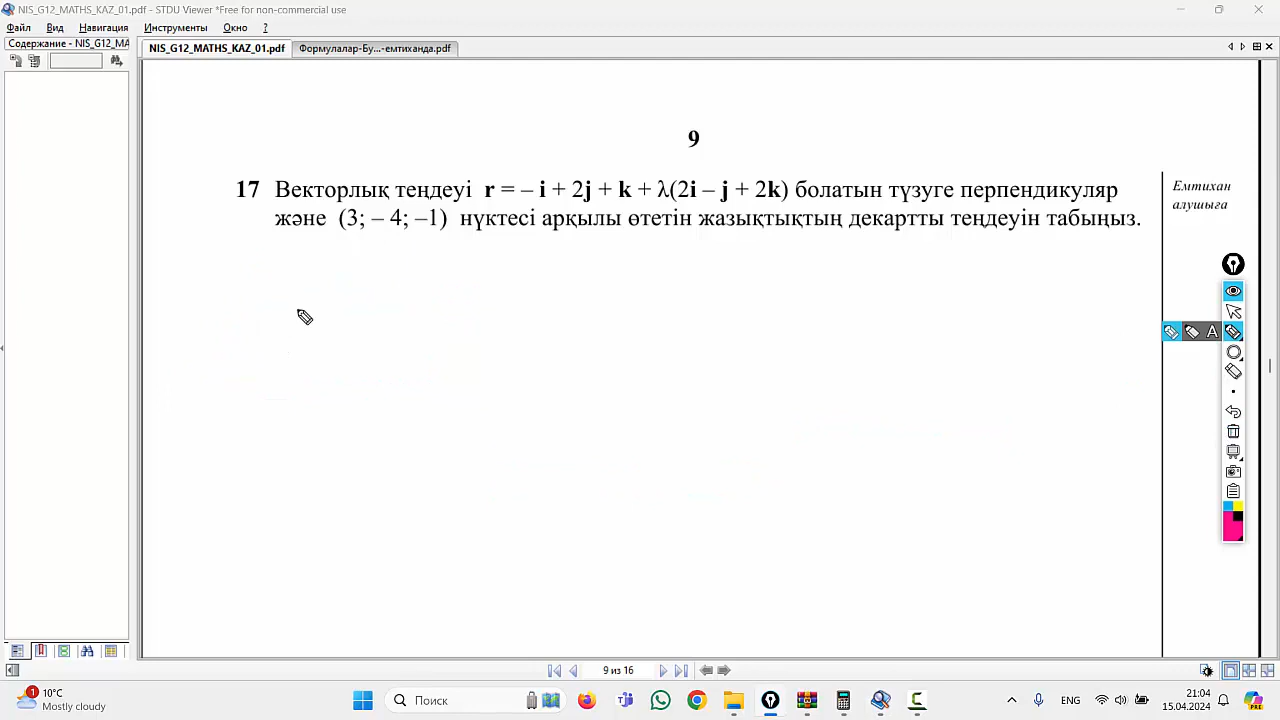 NIS_G12_MATHS_KAZ_01.pdf - STDU Viewer *Free for non-commercial use
Файл Вид Навигация Инструменты Окно ?
Содержание - NIS_G12_MA
NIS_G12_MATHS_KAZ_01.pdf Формулалар-Бу...-емтиханда.pdf
9
17 Векторлық теңдеуі r = – i + 2j + k + λ(2i – j + 2k) болатын түзуге перпендикуляр
және (3; – 4; –1) нүктесі арқылы өтетін жазықтықтың декартты теңдеуін табыңыз.
Емтихан
алушыға
A
9 из 16
1
10°C
Mostly cloudy
Поиск
ENG
21:04
15.04.2024
PRE